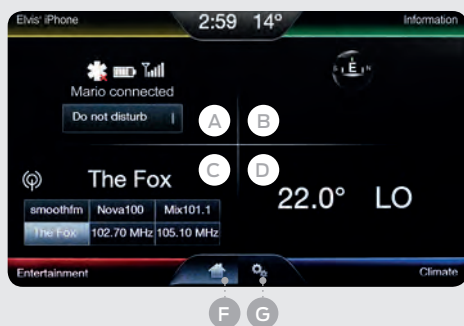 Elvis' iPhone 2:59 14° Information
E
Mario connected
Do not disturb
A B
C D
The Fox
22.0° LO
smoothfm Nova100 Mix101.1
The Fox 102.70 MHz 105.10 MHz
Entertainment Climate
F G